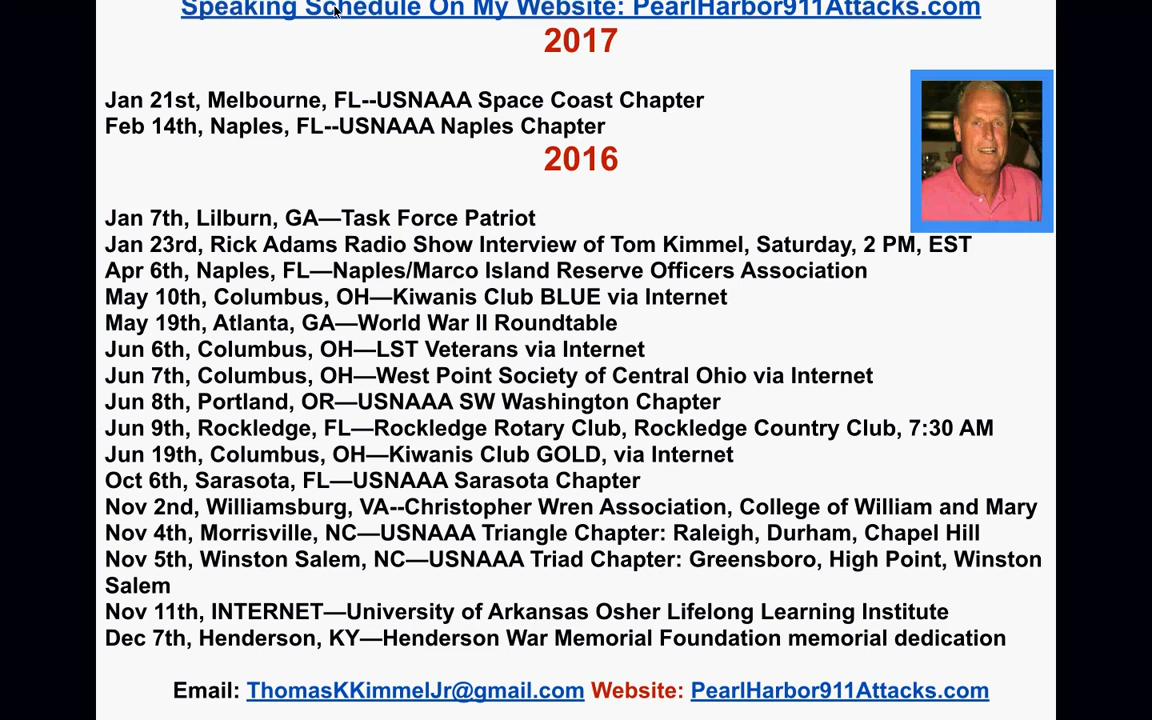 Speaking Schedule On My Website: PearlHarbor911Attacks.com
2017
Jan 21st, Melbourne, FL--USNAAA Space Coast Chapter
Feb 14th, Naples, FL--USNAAA Naples Chapter
2016
Jan 7th, Lilburn, GA—Task Force Patriot
Jan 23rd, Rick Adams Radio Show Interview of Tom Kimmel, Saturday, 2 PM, EST
Apr 6th, Naples, FL—Naples/Marco Island Reserve Officers Association
May 10th, Columbus, OH—Kiwanis Club BLUE via Internet
May 19th, Atlanta, GA—World War II Roundtable
Jun 6th, Columbus, OH—LST Veterans via Internet
Jun 7th, Columbus, OH—West Point Society of Central Ohio via Internet
Jun 8th, Portland, OR—USNAAA SW Washington Chapter
Jun 9th, Rockledge, FL—Rockledge Rotary Club, Rockledge Country Club, 7:30 AM
Jun 19th, Columbus, OH—Kiwanis Club GOLD, via Internet
Oct 6th, Sarasota, FL—USNAAA Sarasota Chapter
Nov 2nd, Williamsburg, VA--Christopher Wren Association, College of William and Mary
Nov 4th, Morrisville, NC—USNAAA Triangle Chapter: Raleigh, Durham, Chapel Hill
Nov 5th, Winston Salem, NC—USNAAA Triad Chapter: Greensboro, High Point, Winston
Salem
Nov 11th, INTERNET—University of Arkansas Osher Lifelong Learning Institute
Dec 7th, Henderson, KY—Henderson War Memorial Foundation memorial dedication
Email: ThomasKKimmelJr@gmail.com Website: PearlHarbor911Attacks.com